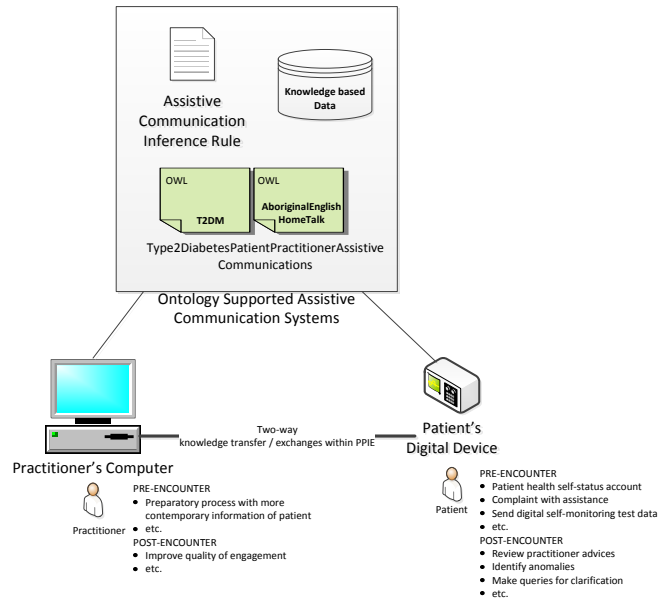 Assistive
Communication
Inference Rule
Knowledge based
Data
OWL
T2DM
OWL
AboriginalEnglish
HomeTalk
Type2DiabetesPatientPractitionerAssistive
Communications
Ontology Supported Assistive
Communication Systems
Two-way
knowledge transfer / exchanges within PPIE
Practitioner's Computer
Patient's
Digital Device
Practitioner
PRE-ENCOUNTER
• Preparatory process with more
contemporary information of patient
• etc.
POST-ENCOUNTER
• Improve quality of engagement
• etc.
Patient
PRE-ENCOUNTER
• Patient health self-status account
• Complaint with assistance
• Send digital self-monitoring test data
• etc.
POST-ENCOUNTER
• Review practitioner advices
• Identify anomalies
• Make queries for clarification
• etc.